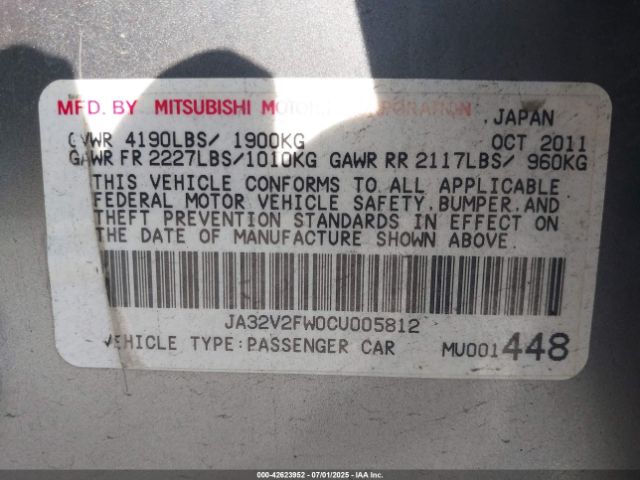 MFD. BY MITSUBISHI MOTORS CORPORATION JAPAN
GVWR 4190LBS/ 1900KG OCT 2011
GAWR FR 2227LBS/1010KG GAWR RR 2117LBS/ 960KG
THIS VEHICLE CONFORMS TO ALL APPLICABLE
FEDERAL MOTOR VEHICLE SAFETY, BUMPER, AND
THEFT PREVENTION STANDARDS IN EFFECT ON
THE DATE OF MANUFACTURE SHOWN ABOVE.
JA32V2FW0CU005812
VEHICLE TYPE:PASSENGER CAR MU001448
000-42623952 | 07/01/2025 | © IAA, LLC